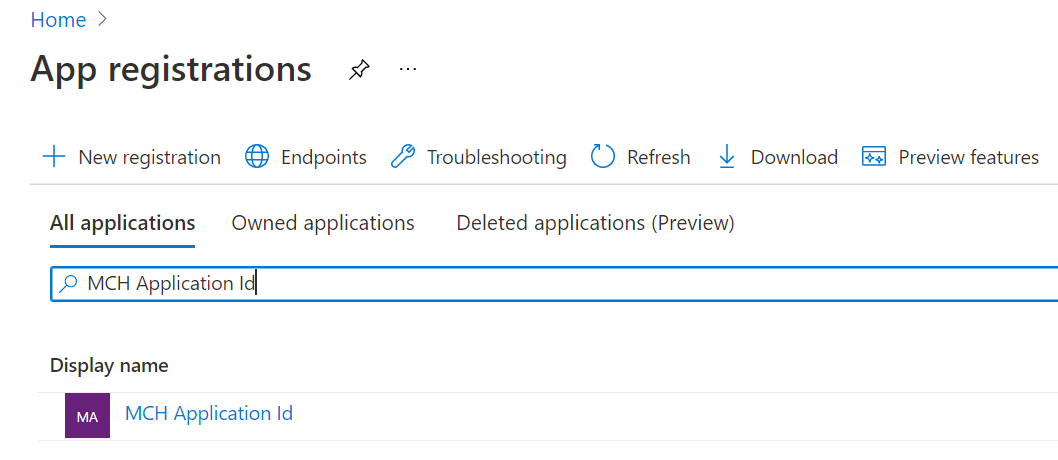 Home
App registrations
New registration Endpoints Troubleshooting Refresh Download Preview features
All applications Owned applications Deleted applications (Preview)
MCH Application Id
Display name
MA MCH Application Id